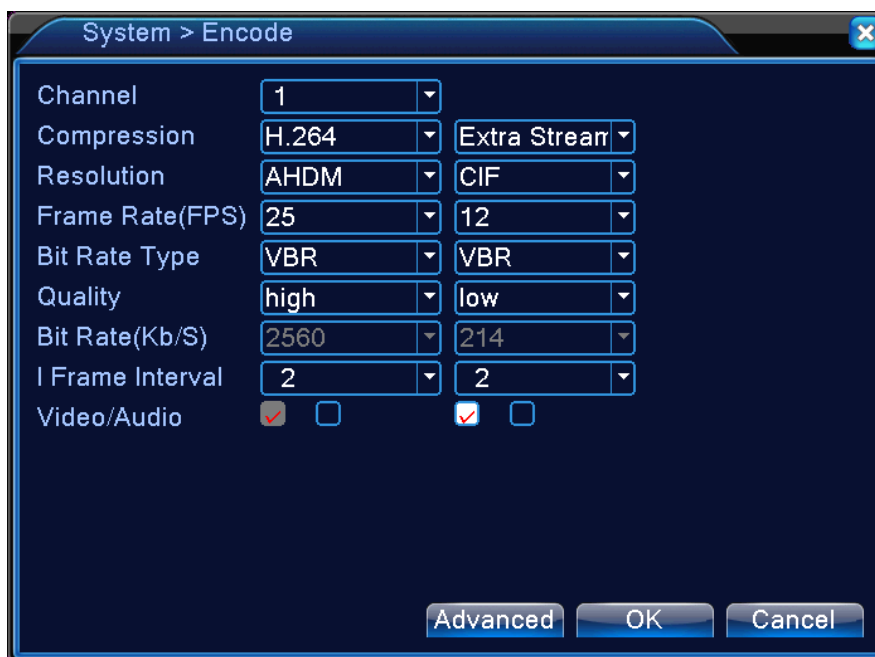 System > Encode
Channel 1
Compression H.264 Extra Stream
Resolution AHDM CIF
Frame Rate(FPS) 25 12
Bit Rate Type VBR VBR
Quality high low
Bit Rate(Kb/S) 2560 214
I Frame Interval 2 2
Video/Audio
Advanced OK Cancel